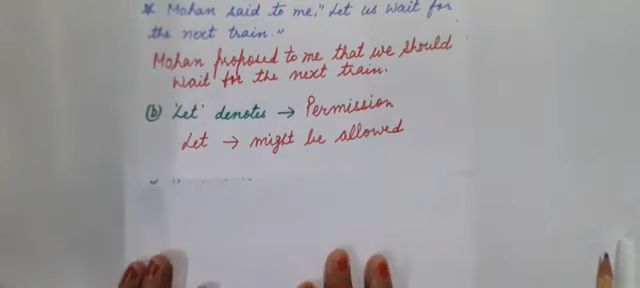 * Mohan said to me, "Let us wait for
the next train."
Mohan proposed to me that we should
wait for the next train.
(b) 'Let' denotes → Permission
Let → might be allowed